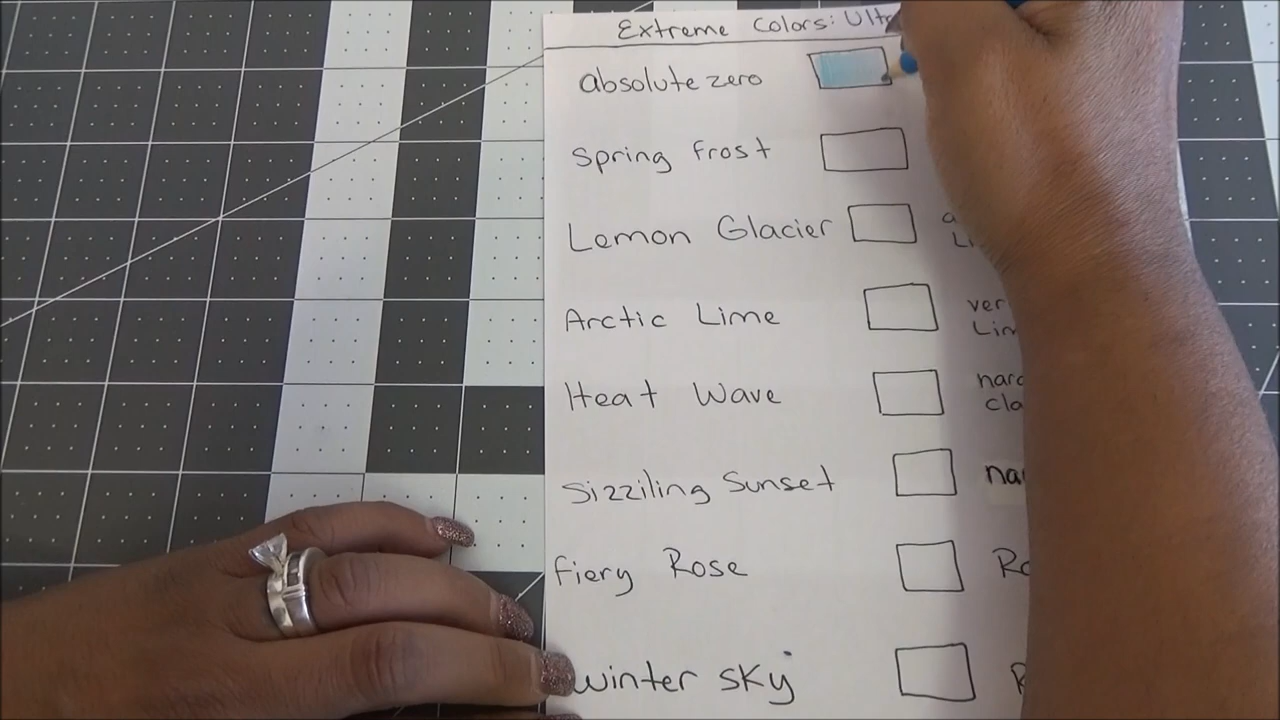 Extreme Colors:
absolute zero
Spring Frost
Lemon Glacier
Arctic Lime
Heat Wave
Sizziling Sunset
Fiery Rose
winter sky